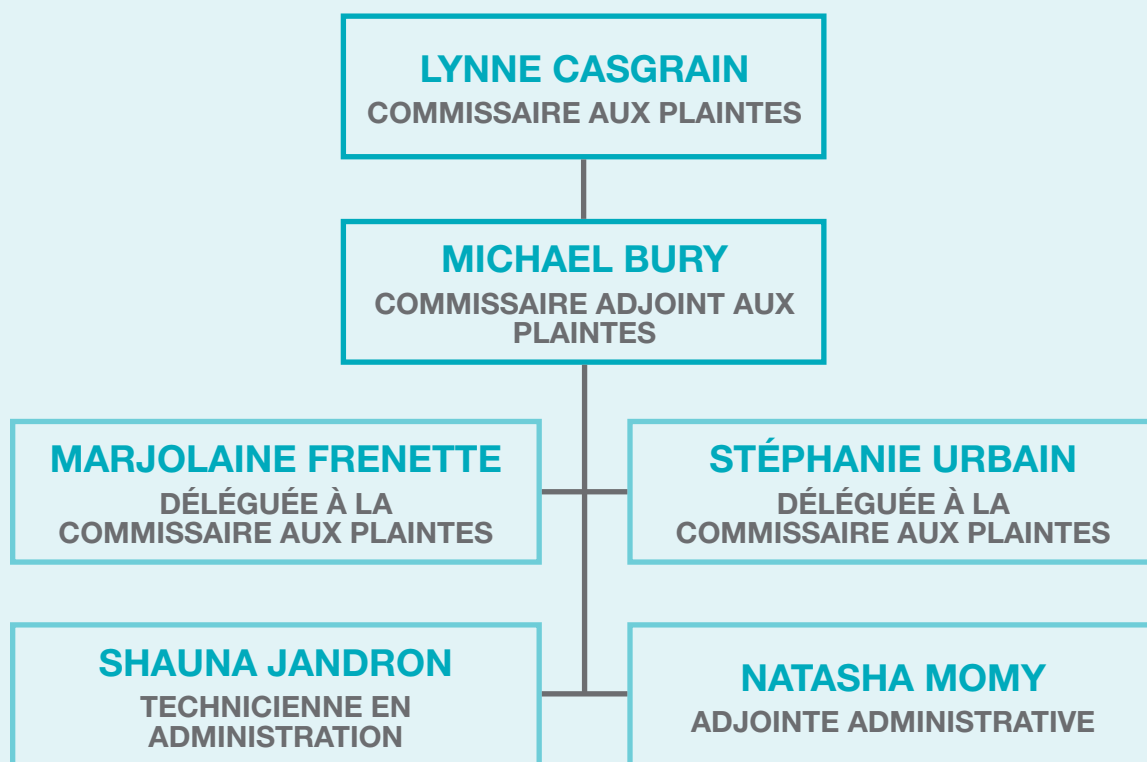 LYNNE CASGRAIN
COMMISSAIRE AUX PLAINTES
MICHAEL BURY
COMMISSAIRE ADJOINT AUX
PLAINTES
MARJOLAINE FRENETTE
DÉLÉGUÉE À LA
COMMISSAIRE AUX PLAINTES
STÉPHANIE URBAIN
DÉLÉGUÉE À LA
COMMISSAIRE AUX PLAINTES
SHAUNA JANDRON
TECHNICIENNE EN
ADMINISTRATION
NATASHA MOMY
ADJOINTE ADMINISTRATIVE